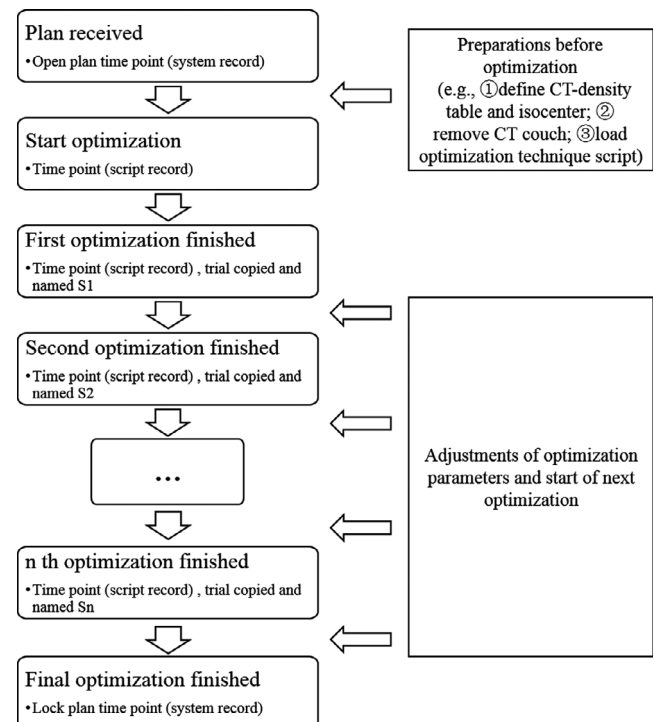 Plan received
•Open plan time point (system record)
Preparations before
optimization
(e.g., ①define CT-density
table and isocenter; ②
remove CT couch; ③load
optimization technique script)
Start optimization
•Time point (script record)
First optimization finished
•Time point (script record) , trial copied and
named S1
Second optimization finished
•Time point (script record) , trial copied and
named S2
...
Adjustments of optimization
parameters and start of next
optimization
n th optimization finished
•Time point (script record) , trial copied and
named Sn
Final optimization finished
•Lock plan time point (system record)